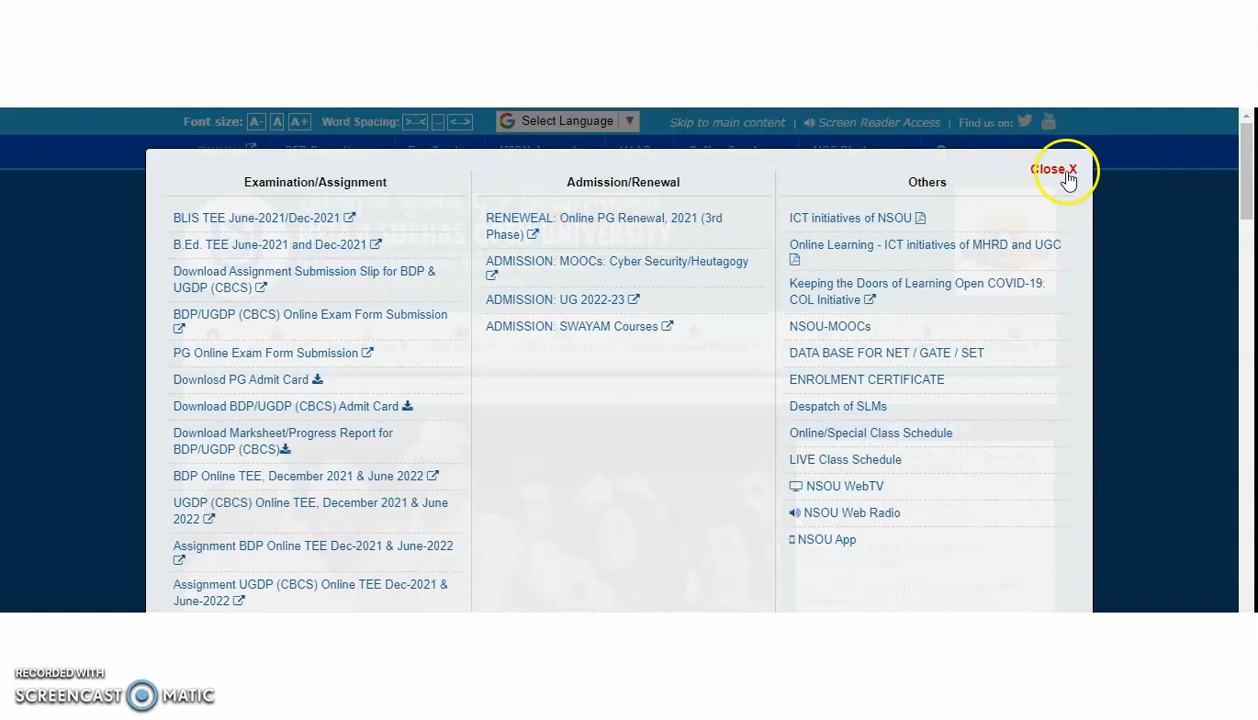 Font size: A- A A+ Word Spacing: >--< -- <-->
Select Language ▼
Skip to main content | Screen Reader Access | Find us on:
Close X
Examination/Assignment
BLIS TEE June-2021/Dec-2021
B.Ed. TEE June-2021 and Dec-2021
Download Assignment Submission Slip for BDP &
UGDP (CBCS)
BDP/UGDP (CBCS) Online Exam Form Submission
PG Online Exam Form Submission
Downlosd PG Admit Card
Download BDP/UGDP (CBCS) Admit Card
Download Marksheet/Progress Report for
BDP/UGDP (CBCS)
BDP Online TEE, December 2021 & June 2022
UGDP (CBCS) Online TEE, December 2021 & June
2022
Assignment BDP Online TEE Dec-2021 & June-2022
Assignment UGDP (CBCS) Online TEE Dec-2021 &
June-2022
Admission/Renewal
RENEWEAL: Online PG Renewal, 2021 (3rd
Phase)
ADMISSION: MOOCs: Cyber Security/Heutagogy
ADMISSION: UG 2022-23
ADMISSION: SWAYAM Courses
Others
ICT initiatives of NSOU
Online Learning - ICT initiatives of MHRD and UGC
Keeping the Doors of Learning Open COVID-19:
COL Initiative
NSOU-MOOCs
DATA BASE FOR NET / GATE / SET
ENROLMENT CERTIFICATE
Despatch of SLMs
Online/Special Class Schedule
LIVE Class Schedule
NSOU WebTV
NSOU Web Radio
NSOU App
RECORDED WITH
SCREENCAST MATIC